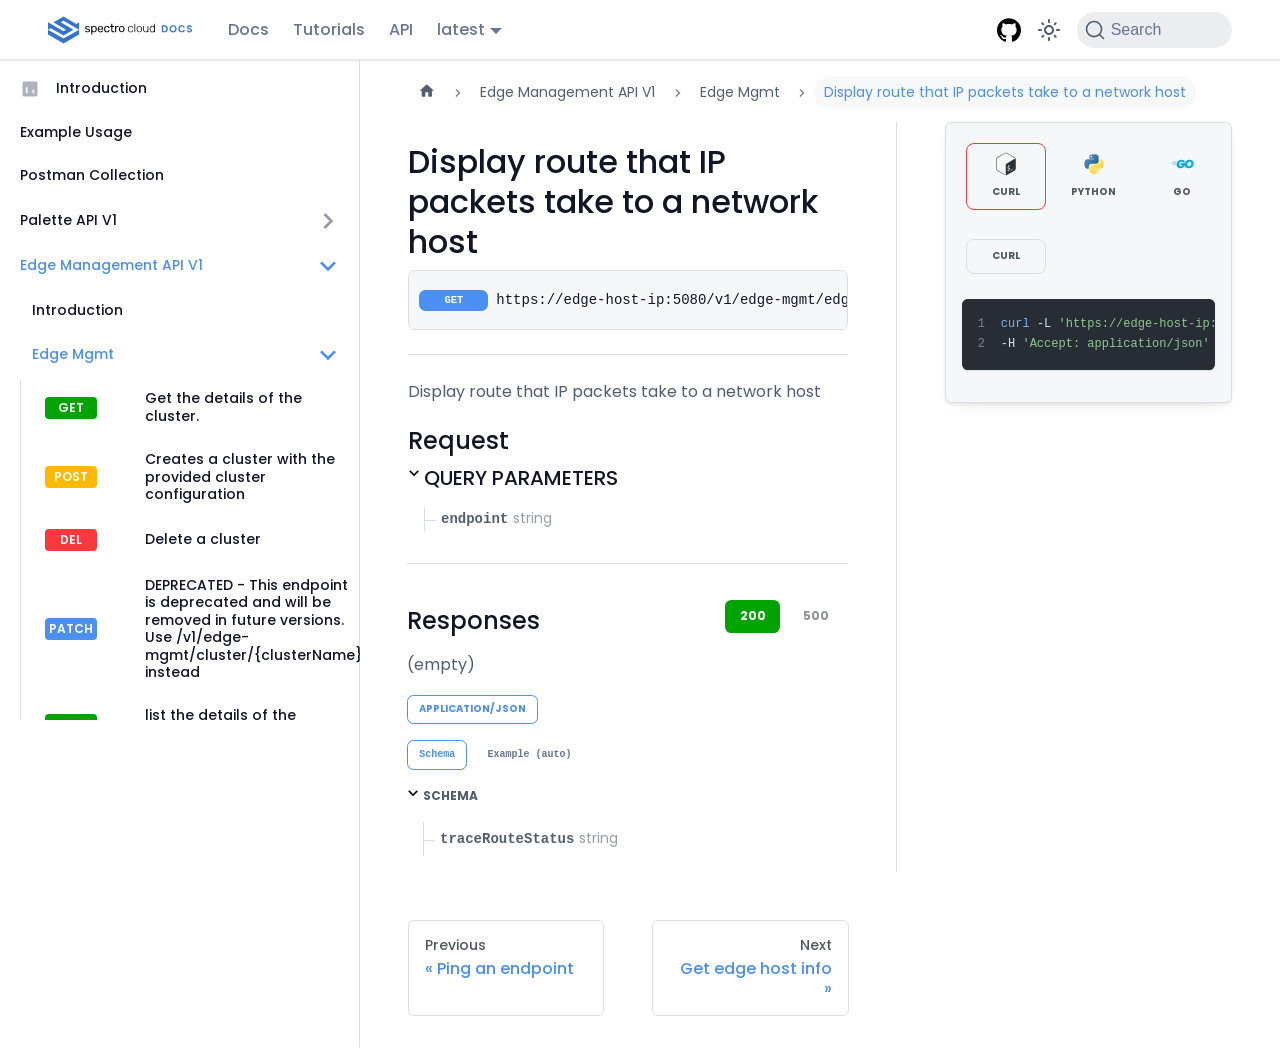 spectro cloud DOCS
Docs
Tutorials
API
latest
Search
Introduction
Example Usage
Postman Collection
Palette API V1
Edge Management API V1
Introduction
Edge Mgmt
GET
Get the details of the
cluster.
POST
Creates a cluster with the
provided cluster
configuration
DEL
Delete a cluster
PATCH
DEPRECATED - This endpoint
is deprecated and will be
removed in future versions.
Use /v1/edge-
mgmt/cluster/{clusterName}
instead
list the details of the
Edge Management API V1
Edge Mgmt
Display route that IP packets take to a network host
Display route that IP
packets take to a network
host
GET https://edge-host-ip:5080/v1/edge-mgmt/edg
Display route that IP packets take to a network host
Request
QUERY PARAMETERS
endpoint string
Responses
200
500
(empty)
APPLICATION/JSON
Schema
Example (auto)
SCHEMA
traceRouteStatus string
Previous
« Ping an endpoint
Next
Get edge host info
»
CURL
PYTHON
GO
CURL
1 curl -L 'https://edge-host-ip:
2 -H 'Accept: application/json'